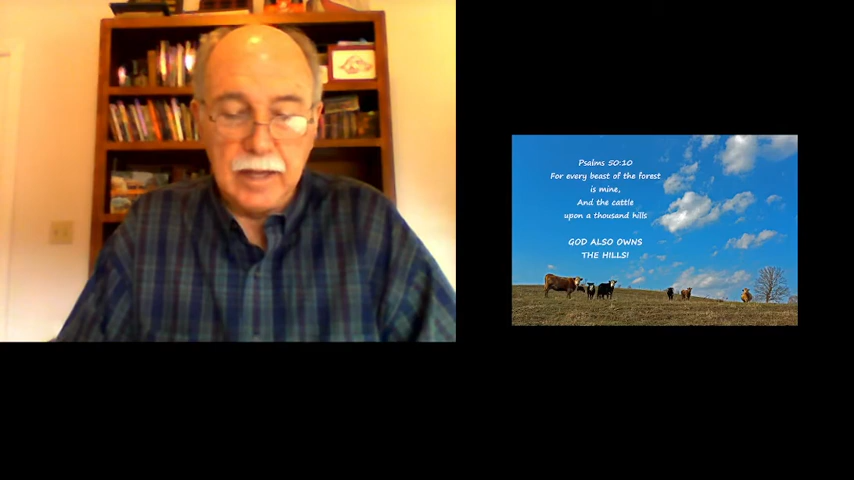 Psalms 50:10
For every beast of the forest
is mine,
And the cattle
upon a thousand hills
GOD ALSO OWNS
THE HILLS!